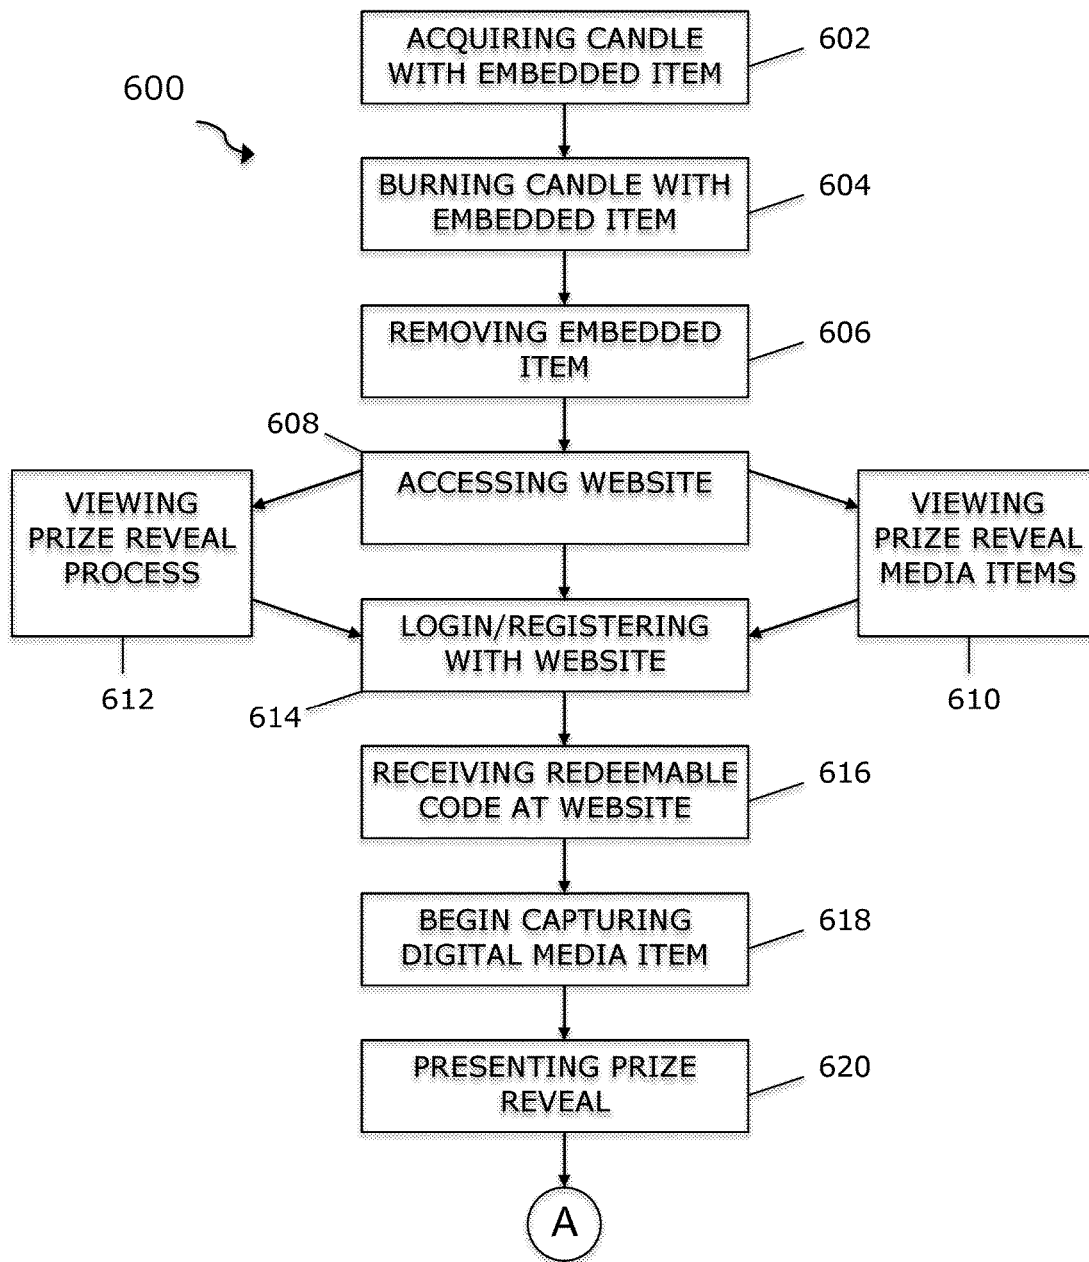 600
ACQUIRING CANDLE
WITH EMBEDDED ITEM
602
BURNING CANDLE WITH
EMBEDDED ITEM
604
REMOVING EMBEDDED
ITEM
606
608
ACCESSING WEBSITE
VIEWING
PRIZE REVEAL
PROCESS
612
VIEWING
PRIZE REVEAL
MEDIA ITEMS
610
LOGIN/REGISTERING
WITH WEBSITE
614
RECEIVING REDEEMABLE
CODE AT WEBSITE
616
BEGIN CAPTURING
DIGITAL MEDIA ITEM
618
PRESENTING PRIZE
REVEAL
620
A